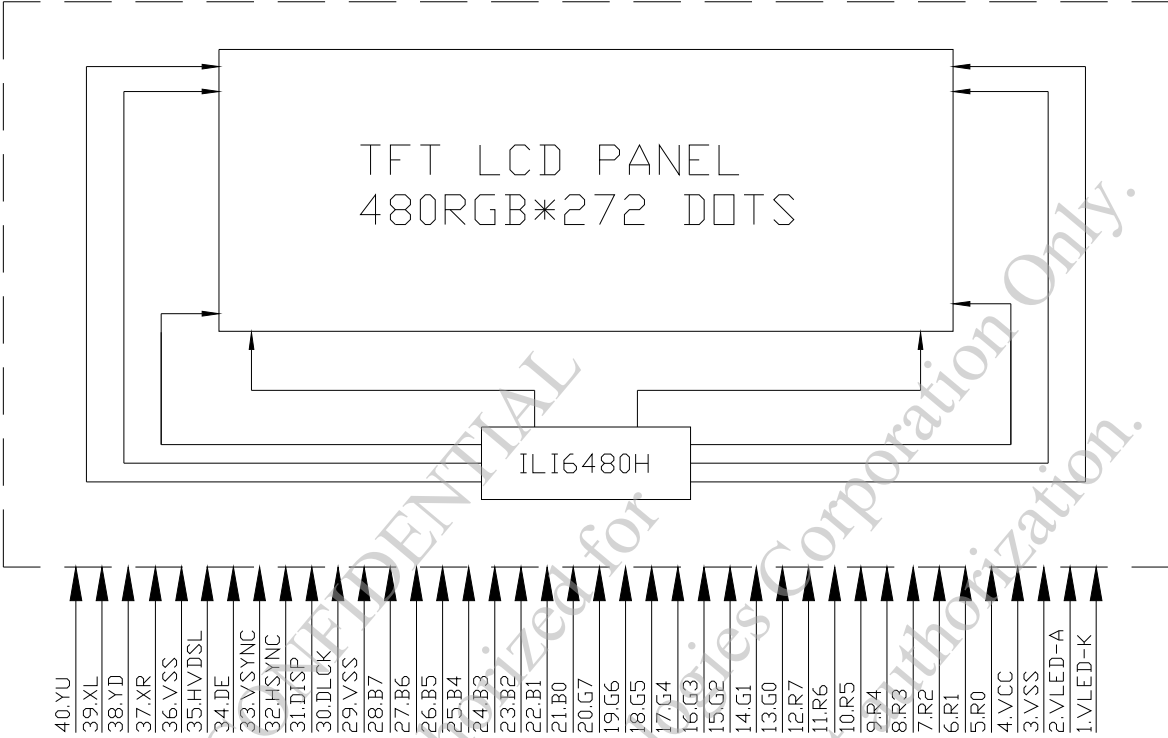 TFT LCD PANEL
480RGB*272 DOTS
ILI6480H
40.YU
39.XL
38.YD
37.XR
36.VSS
35.HVDSL
34.DE
33.VSYNC
32.HSYNC
31.DISP
30.DLCK
29.VSS
28.B7
27.B6
26.B5
25.B4
24.B3
23.B2
22.B1
21.B0
20.G7
19.G6
18.G5
17.G4
16.G3
15.G2
14.G1
13.G0
12.R7
11.R6
10.R5
9.R4
8.R3
7.R2
6.R1
5.R0
4.VCC
3.VSS
2.VLED-A
1.VLED-K
CONFIDENTIAL
Corporation Only.
authorization.